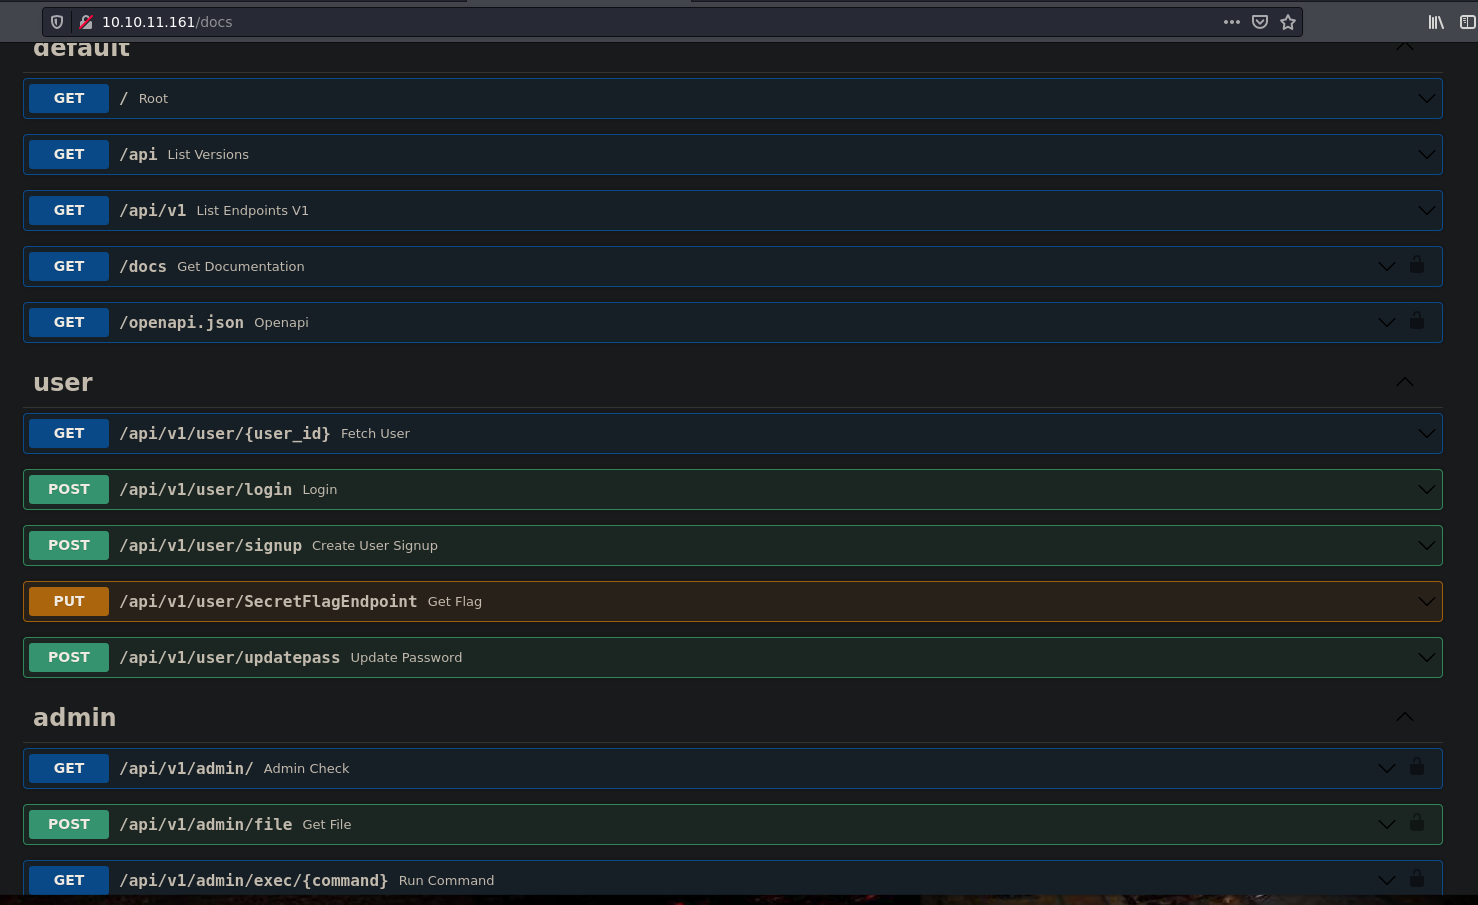 10.10.11.161/docs
default
GET / Root
GET /api List Versions
GET /api/v1 List Endpoints V1
GET /docs Get Documentation
GET /openapi.json Openapi
user
GET /api/v1/user/{user_id} Fetch User
POST /api/v1/user/login Login
POST /api/v1/user/signup Create User Signup
PUT /api/v1/user/SecretFlagEndpoint Get Flag
POST /api/v1/user/updatepass Update Password
admin
GET /api/v1/admin/ Admin Check
POST /api/v1/admin/file Get File
GET /api/v1/admin/exec/{command} Run Command